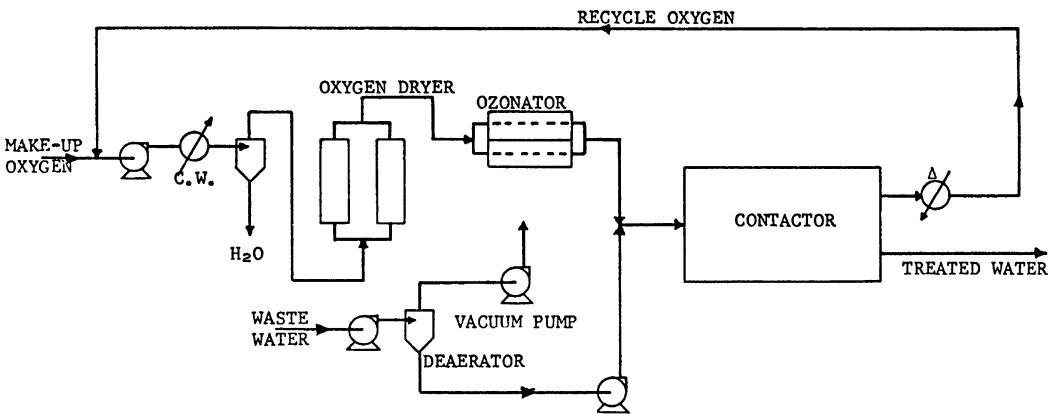 RECYCLE OXYGEN
OXYGEN DRYER
OZONATOR
MAKE-UP
OXYGEN
C.W.
H₂O
Δ
CONTACTOR
TREATED WATER
WASTE
WATER
VACUUM PUMP
DEAERATOR